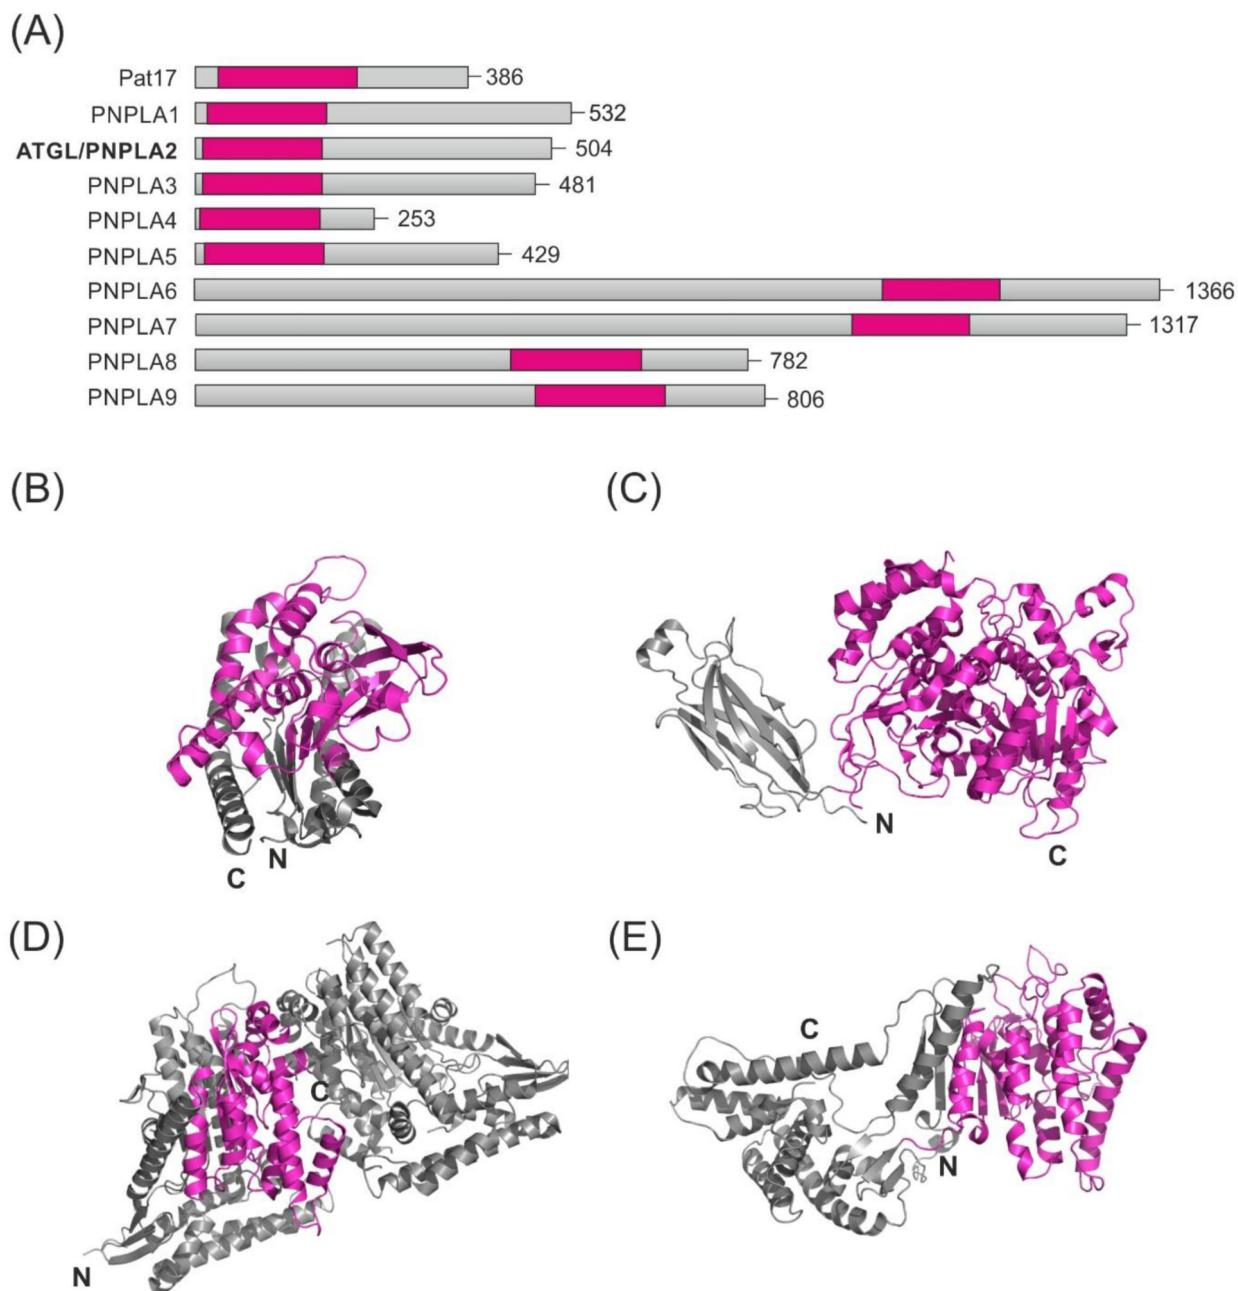 (A)
Pat17 386
PNPLA1 532
ATGL/PNPLA2 504
PNPLA3 481
PNPLA4 253
PNPLA5 429
PNPLA6 1366
PNPLA7 1317
PNPLA8 782
PNPLA9 806
(B)
C N
(C)
N
C
(D)
C
N
(E)
C
N